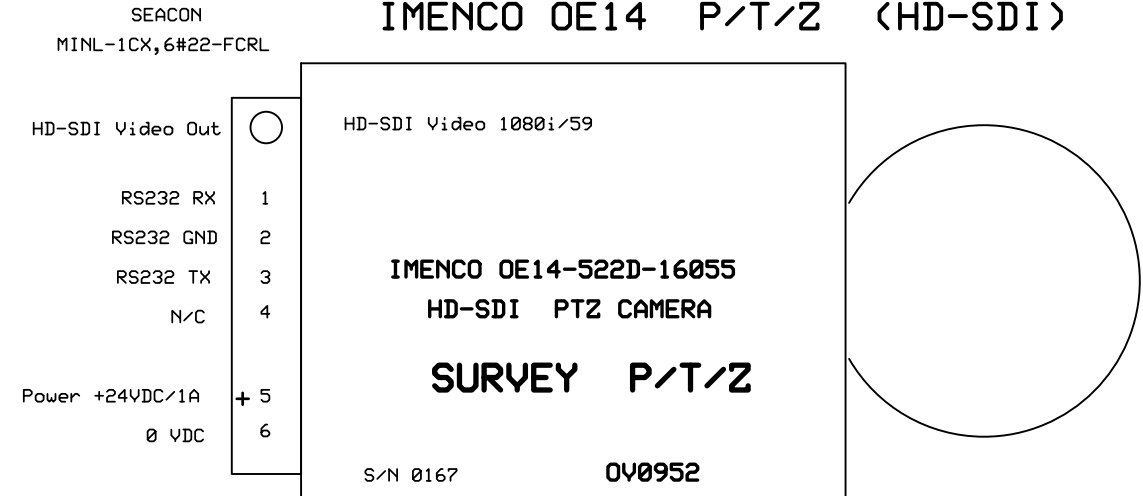 SEACON
MINL-1CX,6#22-FCRL
IMENCO OE14 P/T/Z (HD-SDI)
HD-SDI Video Out
HD-SDI Video 1080i/59
RS232 RX 1
RS232 GND 2
RS232 TX 3
N/C 4
Power +24VDC/1A + 5
0 VDC 6
IMENCO OE14-522D-16055
HD-SDI PTZ CAMERA
SURVEY P/T/Z
S/N 0167
OV0952